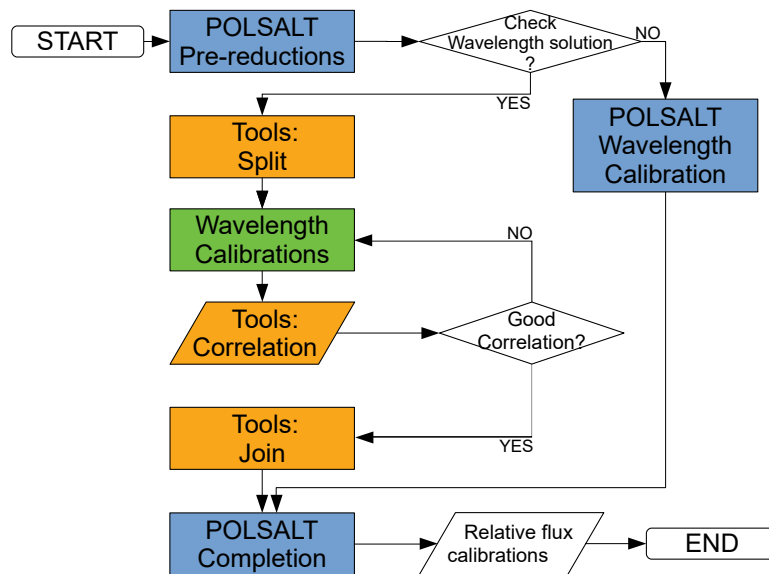 START
POLSALT
Pre-reductions
Check
Wavelength solution
?
NO
YES
POLSALT
Wavelength
Calibration
Tools:
Split
Wavelength
Calibrations
NO
Tools:
Correlation
Good
Correlation?
Tools:
Join
YES
POLSALT
Completion
Relative flux
calibrations
END